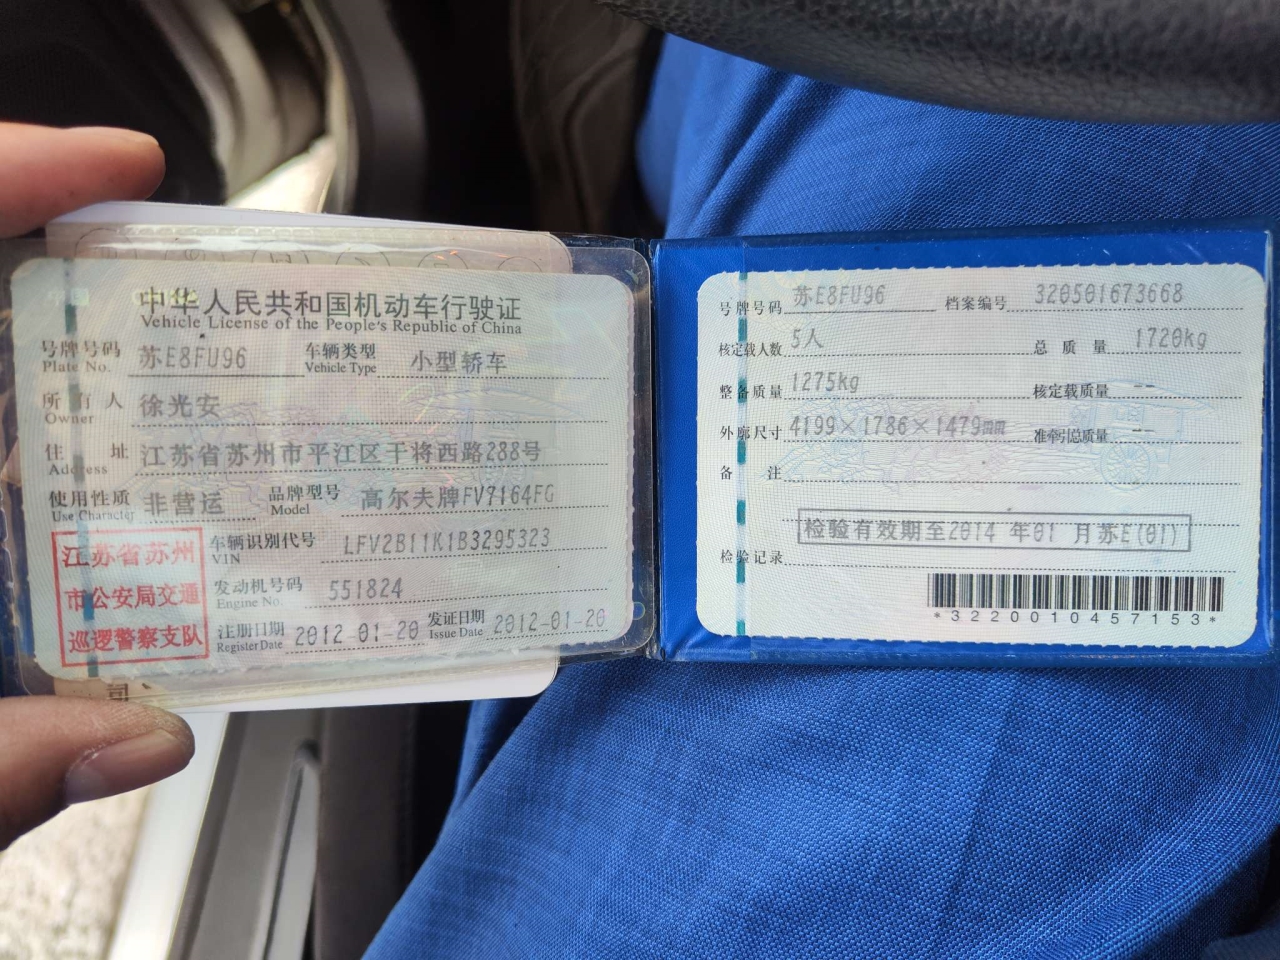 中华人民共和国机动车行驶证
Vehicle License of the People's Republic of China
号牌号码 苏E8FU96 车辆类型 小型轿车
Plate No. Vehicle Type
所有人 徐光安
Owner
住址 江苏省苏州市平江区干将西路288号
Address
使用性质 非营运 品牌型号 高尔夫牌FV7164FG
Use Character Model
江苏省苏州
市公安局交通
巡逻警察支队
车辆识别代号 LFV2B11K1B3295323
VIN
发动机号码 551824
Engine No.
注册日期 2012-01-20 发证日期 2012-01-20
Register Date Issue Date
司
号牌号码 苏E8FU96 档案编号 320501673668
核定载人数 5人 总质量 1720kg
整备质量 1275kg 核定载质量 --
外廓尺寸 4199×1786×1479mm 准牵引总质量 --
备注
检验有效期至2014年01月苏E(01)
检验记录
*3220010457153*